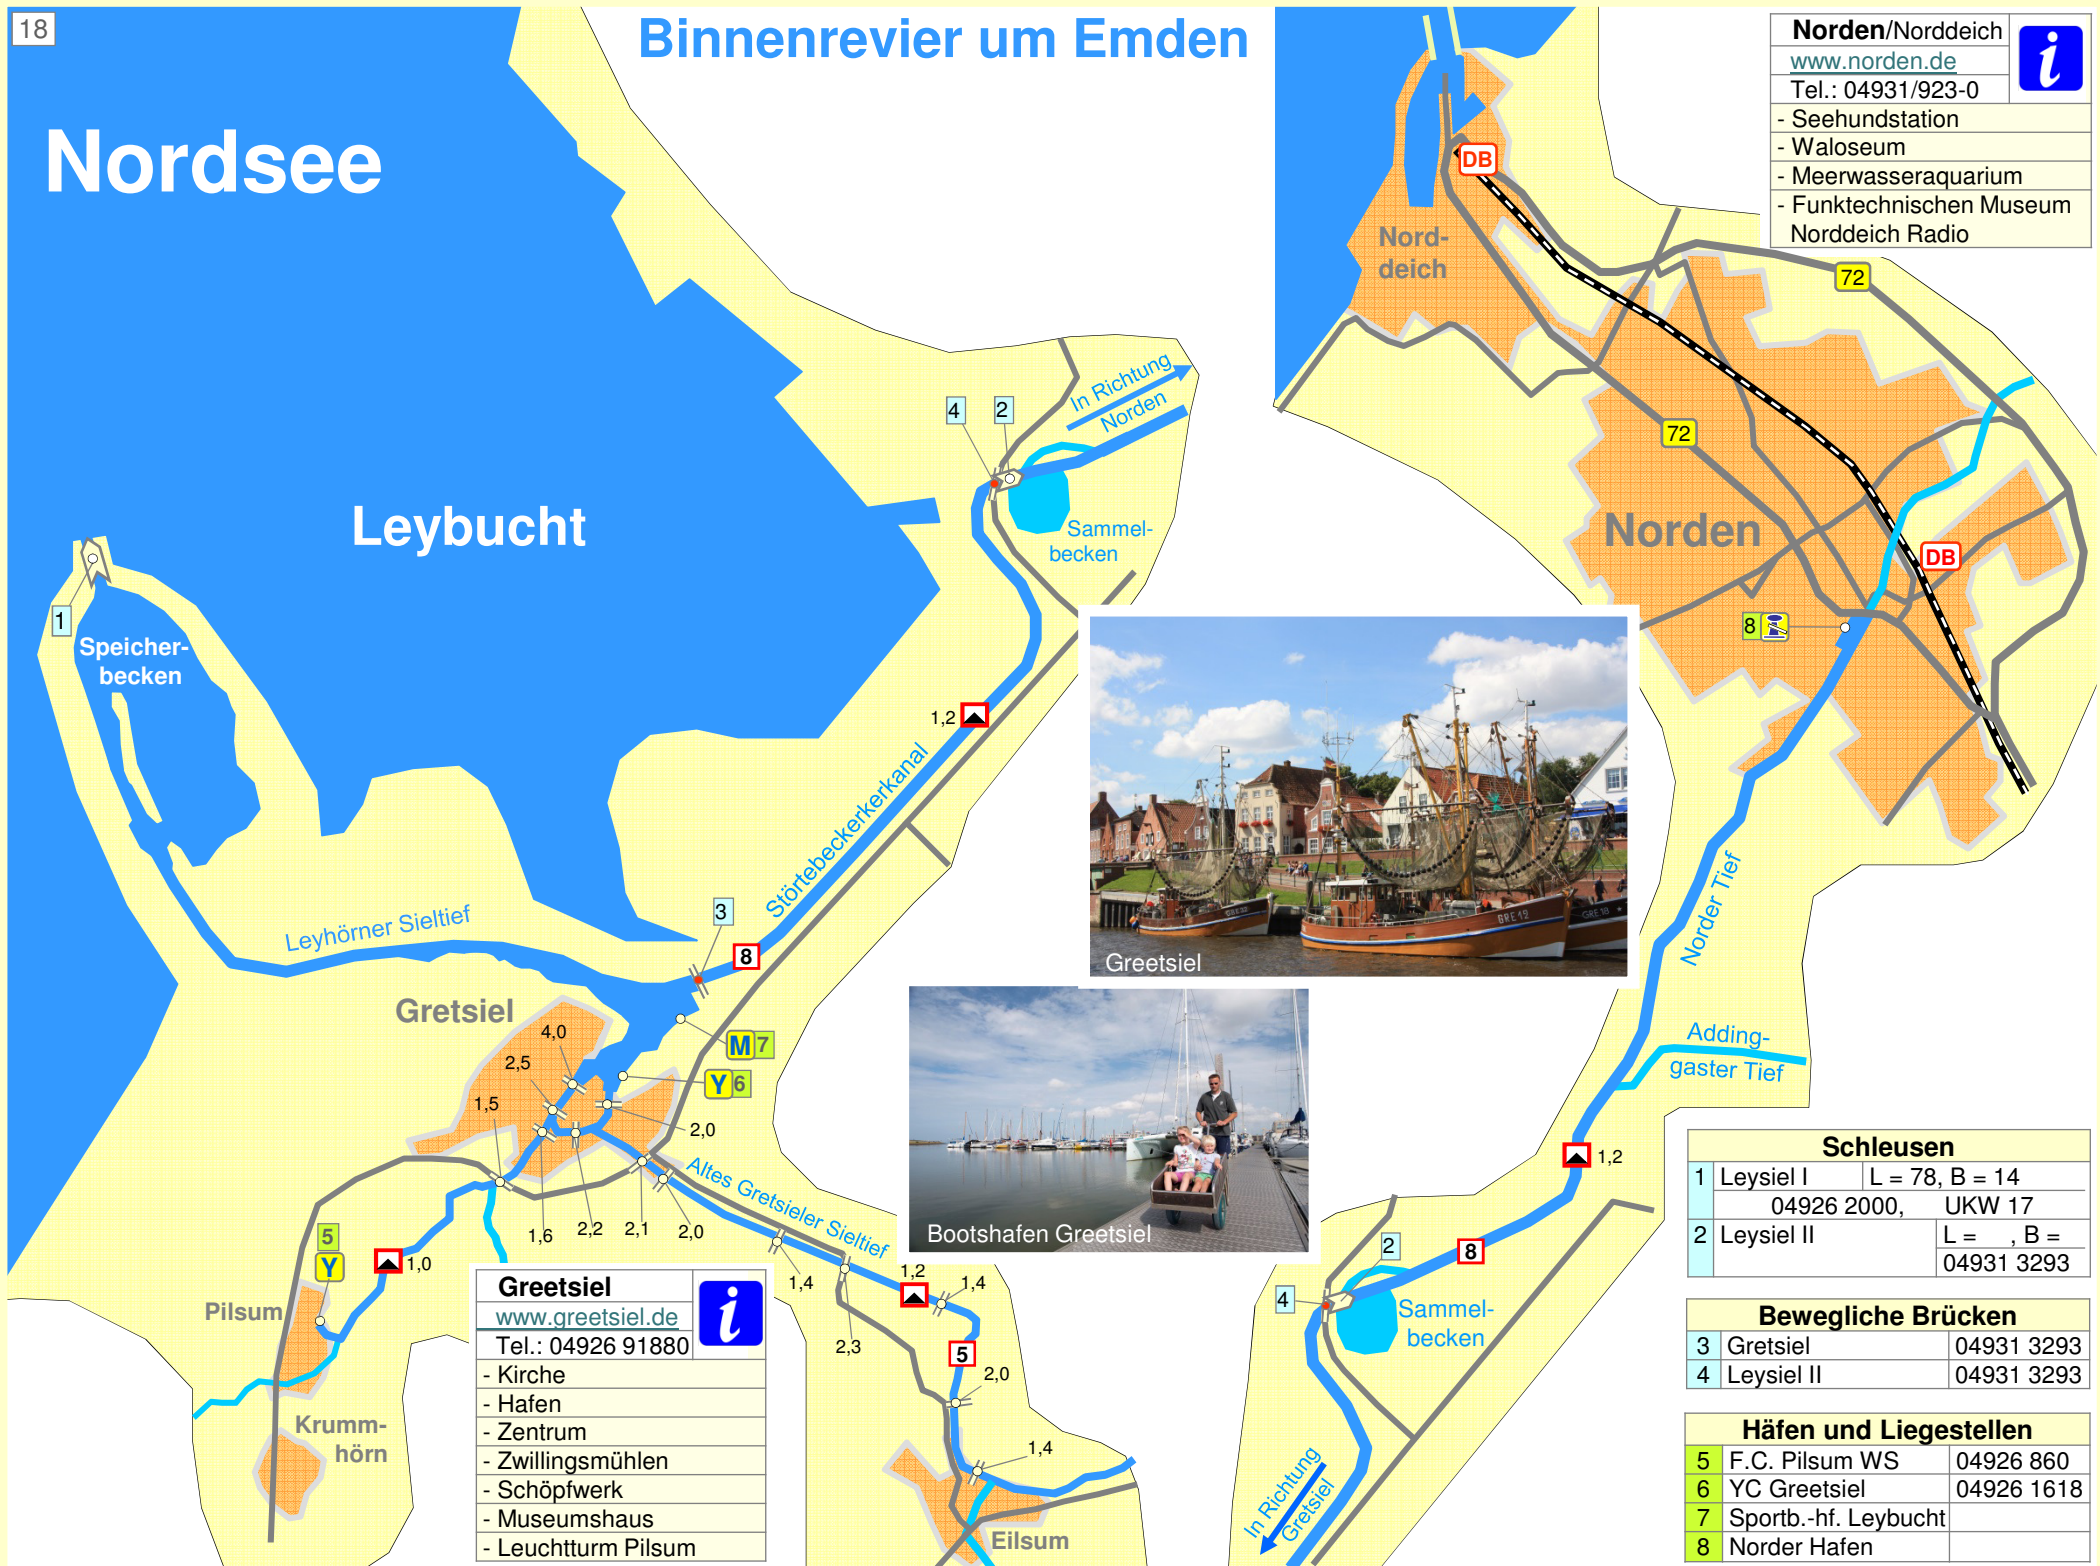 18
Binnenrevier um Emden
Nordsee
Leybucht
Speicher-
becken
1
4
2
In Richtung
Norden
Sammel-
becken
1,2
Störtebeckerkerkanal
3
8
Leyhörner Sieltief
Gretsiel
4,0
2,5
1,5
M 7
Y 6
2,0
1,6
2,2
2,1
2,0
Altes Gretsieler Sieltief
1,4
1,2
1,4
2,3
5
2,0
1,4
Eilsum
5
Y
1,0
Pilsum
Krumm-
hörn
Greetsiel
www.greetsiel.de
Tel.: 04926 91880
i
- Kirche
- Hafen
- Zentrum
- Zwillingsmühlen
- Schöpfwerk
- Museumshaus
- Leuchtturm Pilsum
GRE 12
Greetsiel
Bootshafen Greetsiel
Norden/Norddeich
www.norden.de
Tel.: 04931/923-0
i
- Seehundstation
- Waloseum
- Meerwasseraquarium
- Funktechnischen Museum
Norddeich Radio
DB
Nord-
deich
72
72
Norden
DB
8
Norder Tief
Adding-
gaster Tief
1,2
8
2
4
Sammel-
becken
In Richtung
Gretsiel
Schleusen
1 Leysiel I L = 78, B = 14
04926 2000, UKW 17
2 Leysiel II L = , B =
04931 3293
Bewegliche Brücken
3 Gretsiel 04931 3293
4 Leysiel II 04931 3293
Häfen und Liegestellen
5 F.C. Pilsum WS 04926 860
6 YC Greetsiel 04926 1618
7 Sportb.-hf. Leybucht
8 Norder Hafen